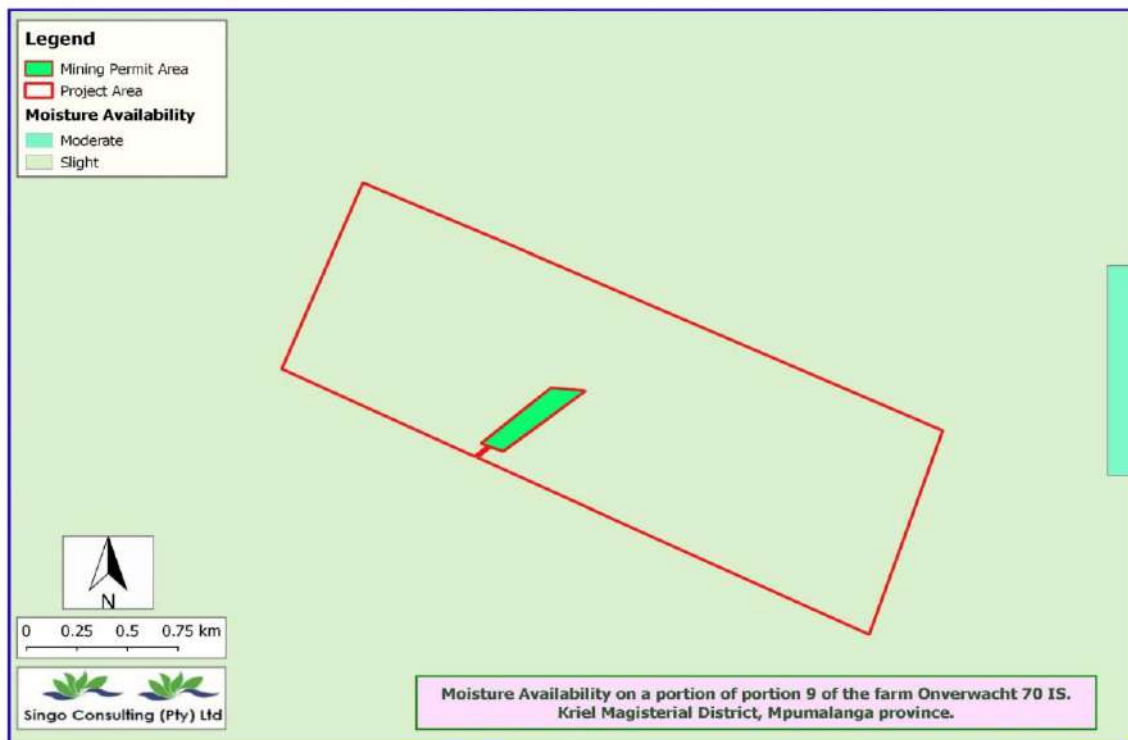 Legend
Mining Permit Area
Project Area
Moisture Availability
Moderate
Slight
N
0 0.25 0.5 0.75 km
Singo Consulting (Pty) Ltd
Moisture Availability on a portion of portion 9 of the farm Onverwacht 70 IS.
Kriel Magisterial District, Mpumalanga province.